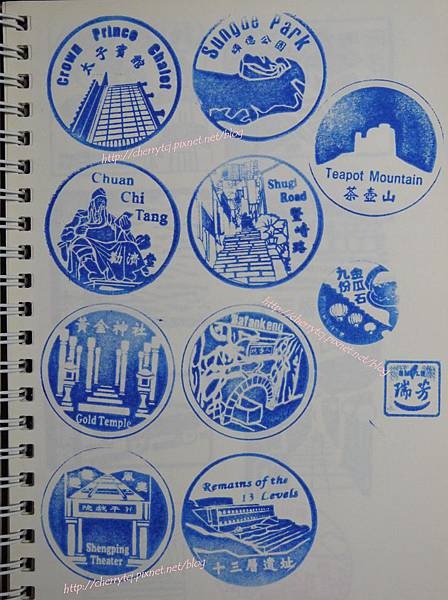 Crown Prince Chalet
太子賓館
Sungde Park
頌德公園
Teapot Mountain
茶壺山
Chuan
Chi
Tang
勸濟堂
Shuqi
Road
豎崎路
九份
金瓜石
黃金神社
Gold Temple
Dafankeng
瑞芳
昇平戲院
Shengping
Theater
Remains of the
13 Levels
十三層遺址
http://cherrytq.pixnet.net/blog
http://cherrytq.pixnet.net/blog
http://cherrytq.pixnet.net/blog